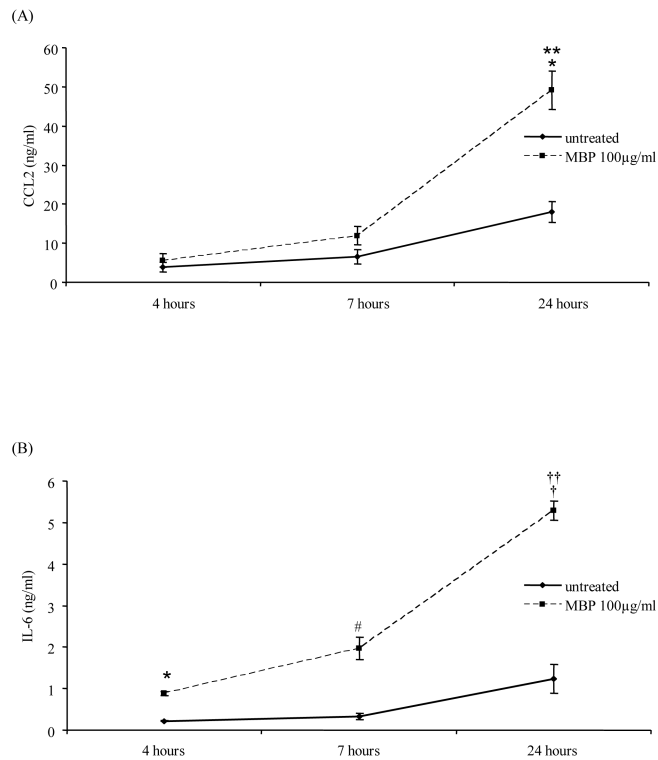 (A)
60
50
40
30
20
10
0
CCL2 (ng/ml)
**
*
untreated
MBP 100µg/ml
4 hours 7 hours 24 hours
(B)
6
5
4
3
2
1
0
IL-6 (ng/ml)
*
#
††
†
untreated
MBP 100µg/ml
4 hours 7 hours 24 hours